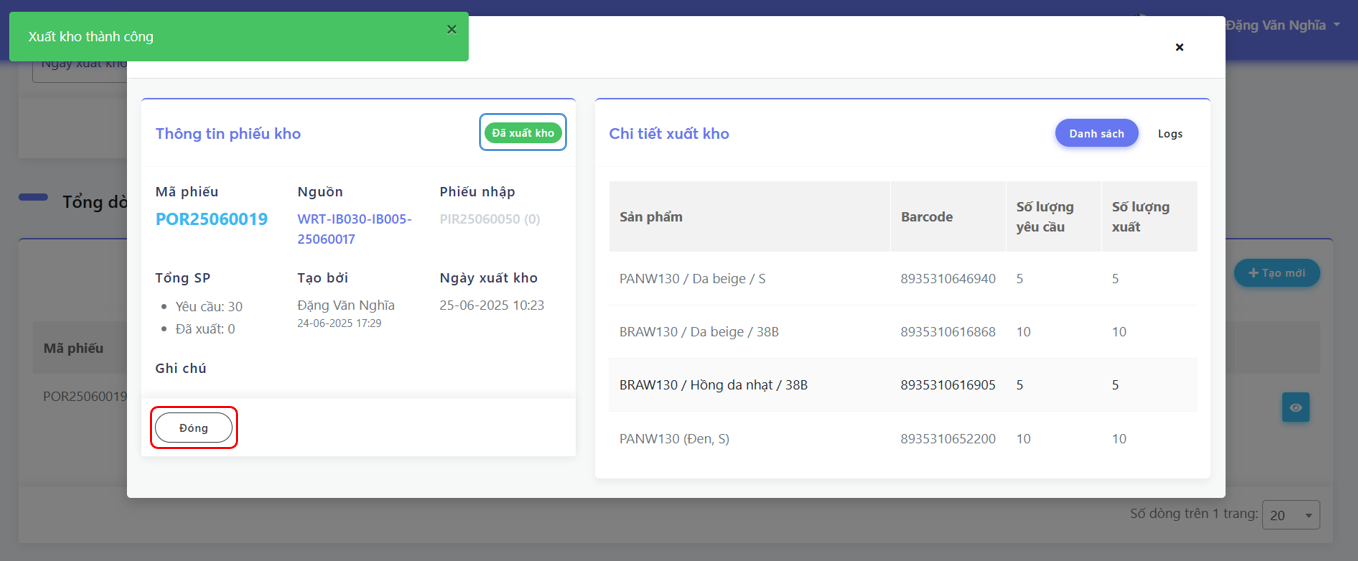 Xuất kho thành công
×
Đặng Văn Nghĩa
×
Ngày xuất kho
Thông tin phiếu kho
Đã xuất kho
Mã phiếu
Nguồn
Phiếu nhập
POR25060019
WRT-IB030-IB005-
25060017
PIR25060050 (0)
Tổng SP
Tạo bởi
Ngày xuất kho
Yêu cầu: 30
Đã xuất: 0
Đặng Văn Nghĩa
24-06-2025 17:29
25-06-2025 10:23
Ghi chú
Đóng
Chi tiết xuất kho
Danh sách
Logs
Sản phẩm
Barcode
Số lượng
yêu cầu
Số lượng
xuất
PANW130 / Da beige / S
8935310646940
5
5
BRAW130 / Da beige / 38B
8935310616868
10
10
BRAW130 / Hồng da nhạt / 38B
8935310616905
5
5
PANW130 (Đen, S)
8935310652200
10
10
Tổng
+ Tạo mới
Mã phiếu
POR25060019
Số dòng trên 1 trang: 20